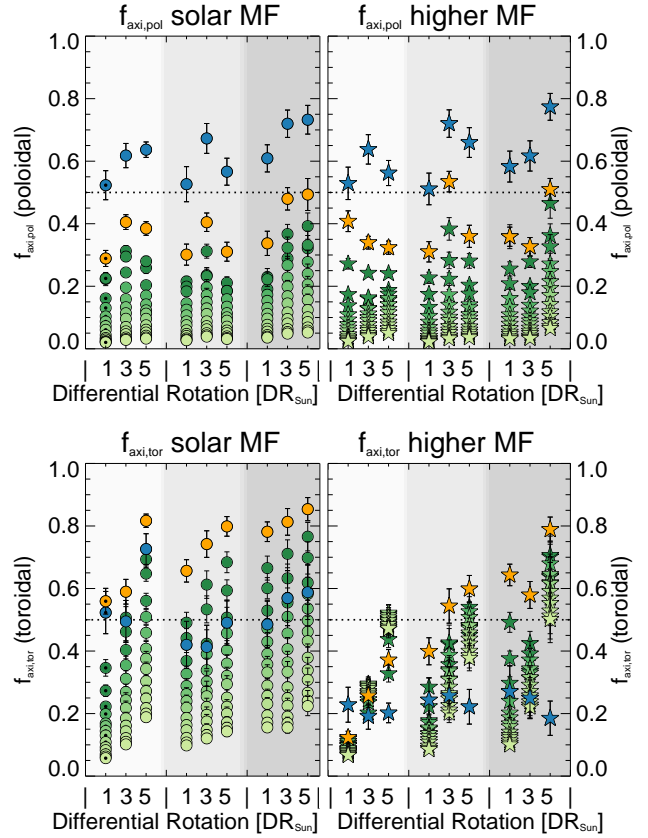 f_axi,pol solar MF
f_axi,pol higher MF
1.0
0.8
0.6
0.4
0.2
0.0
f_axi,pol (poloidal)
1.0
0.8
0.6
0.4
0.2
0.0
f_axi,pol (poloidal)
| 1 3 5 | 1 3 5 | 1 3 5 | 1 3 5 | 1 3 5 | 1 3 5 |
Differential Rotation [DR_Sun]
Differential Rotation [DR_Sun]
f_axi,tor solar MF
f_axi,tor higher MF
1.0
0.8
0.6
0.4
0.2
0.0
f_axi,tor (toroidal)
1.0
0.8
0.6
0.4
0.2
0.0
f_axi,tor (toroidal)
| 1 3 5 | 1 3 5 | 1 3 5 | 1 3 5 | 1 3 5 | 1 3 5 |
Differential Rotation [DR_Sun]
Differential Rotation [DR_Sun]